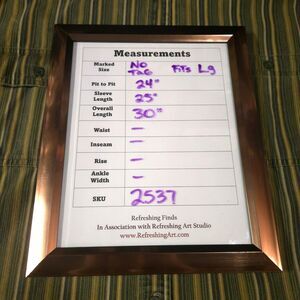 Measurements
Marked Size No Tag Fits Lg
Pit to Pit 24"
Sleeve Length 25"
Overall Length 30"
Waist –
Inseam –
Rise –
Ankle Width –
SKU 2537
Refreshing Finds
In Association with Refreshing Art Studio
www.RefreshingArt.com